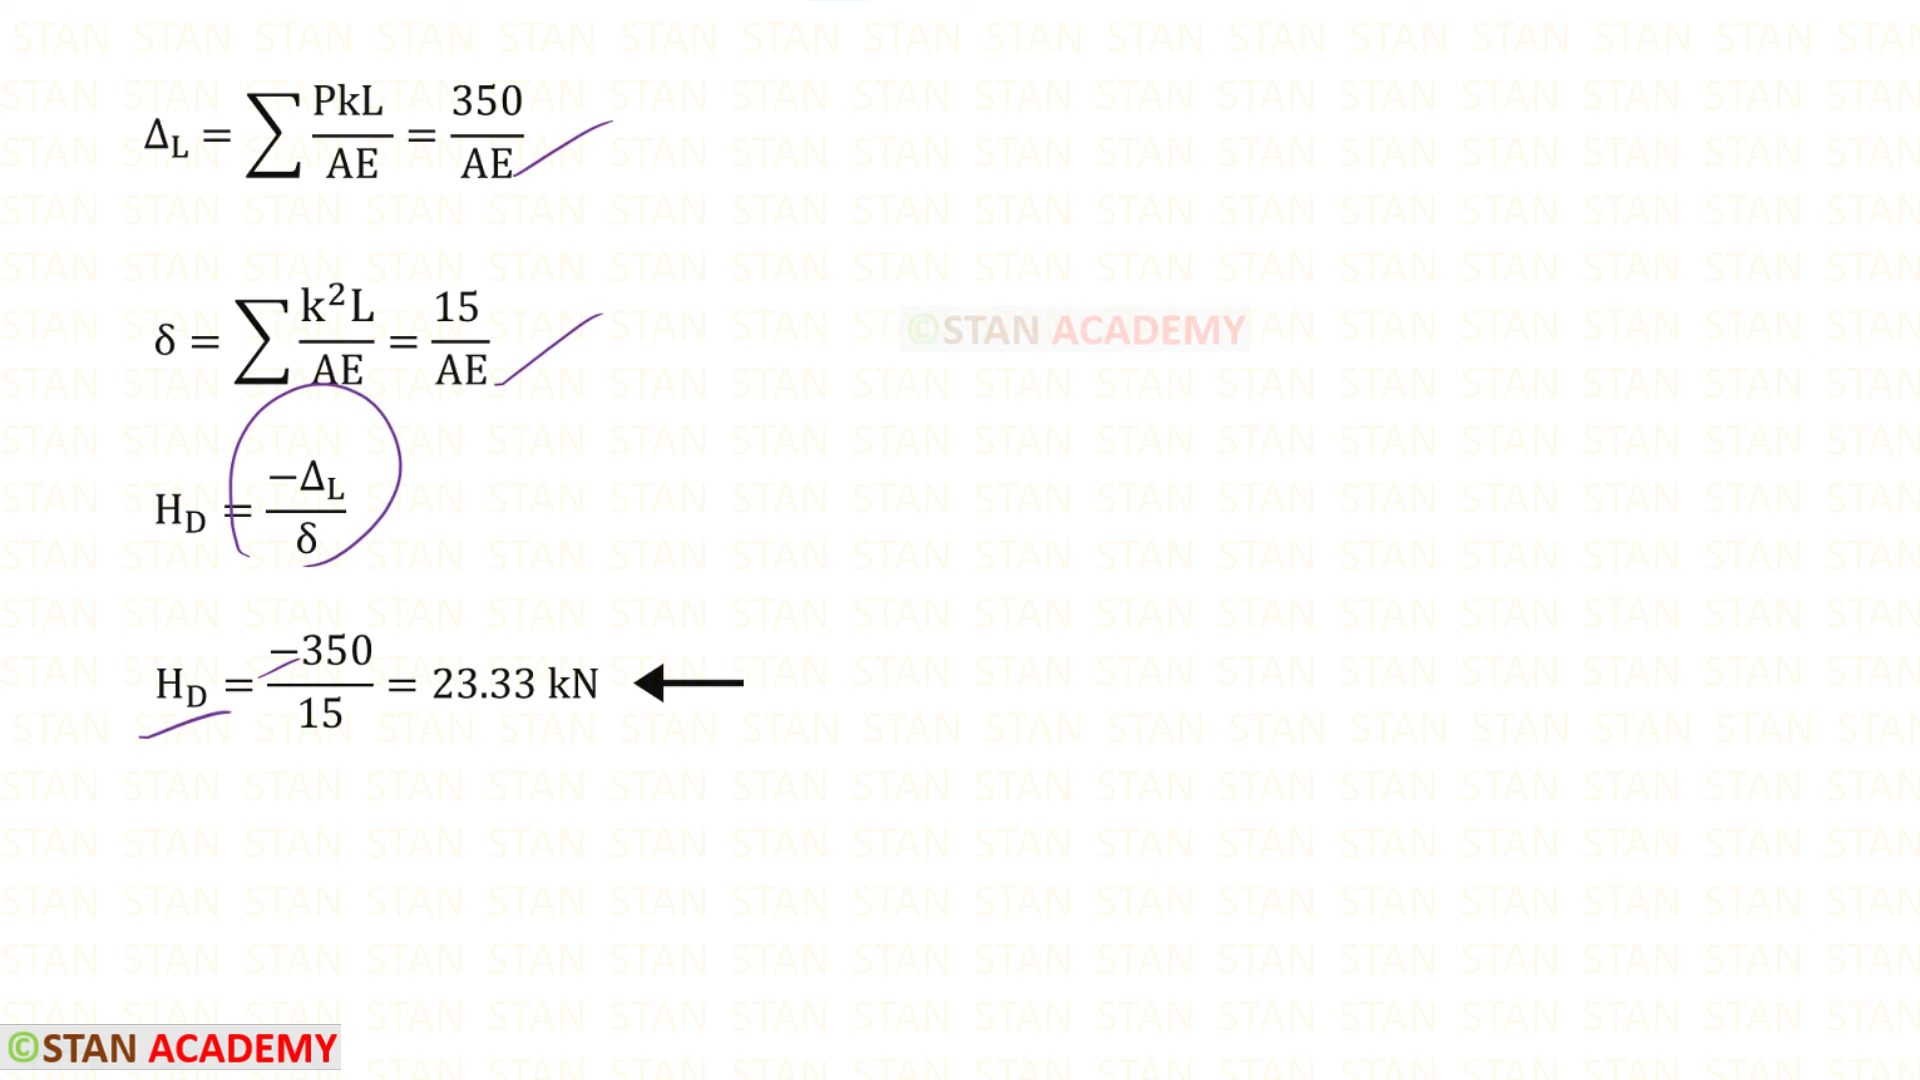 Δ_L = ∑ PkL/AE = 350/AE
δ = ∑ k²L/AE = 15/AE
©STAN ACADEMY
H_D = −Δ_L/δ
H_D = −350/15 = 23.33 kN
©STAN ACADEMY